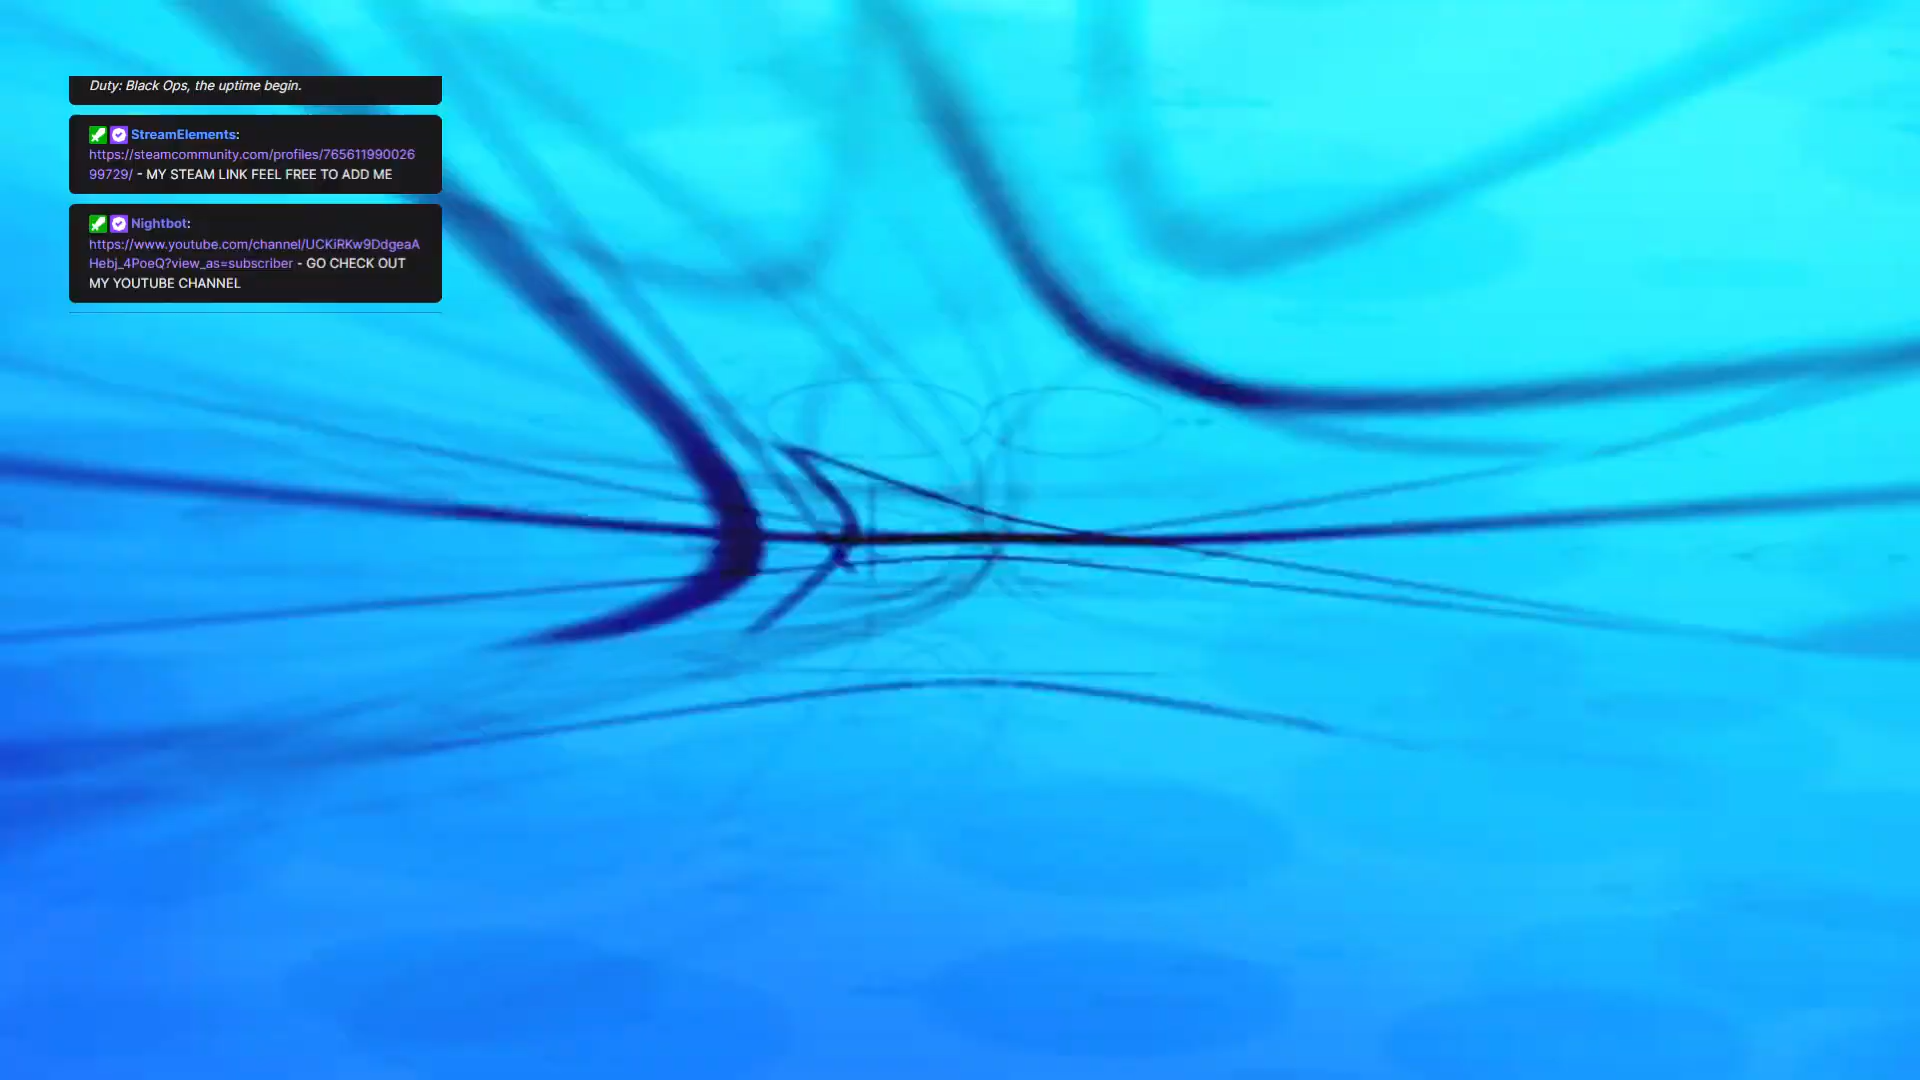 Duty: Black Ops, the uptime begin.
StreamElements:
https://steamcommunity.com/profiles/765611990026
99729/ - MY STEAM LINK FEEL FREE TO ADD ME
Nightbot:
https://www.youtube.com/channel/UCKiRKw9DdgeaA
Hebj_4PoeQ?view_as=subscriber - GO CHECK OUT
MY YOUTUBE CHANNEL